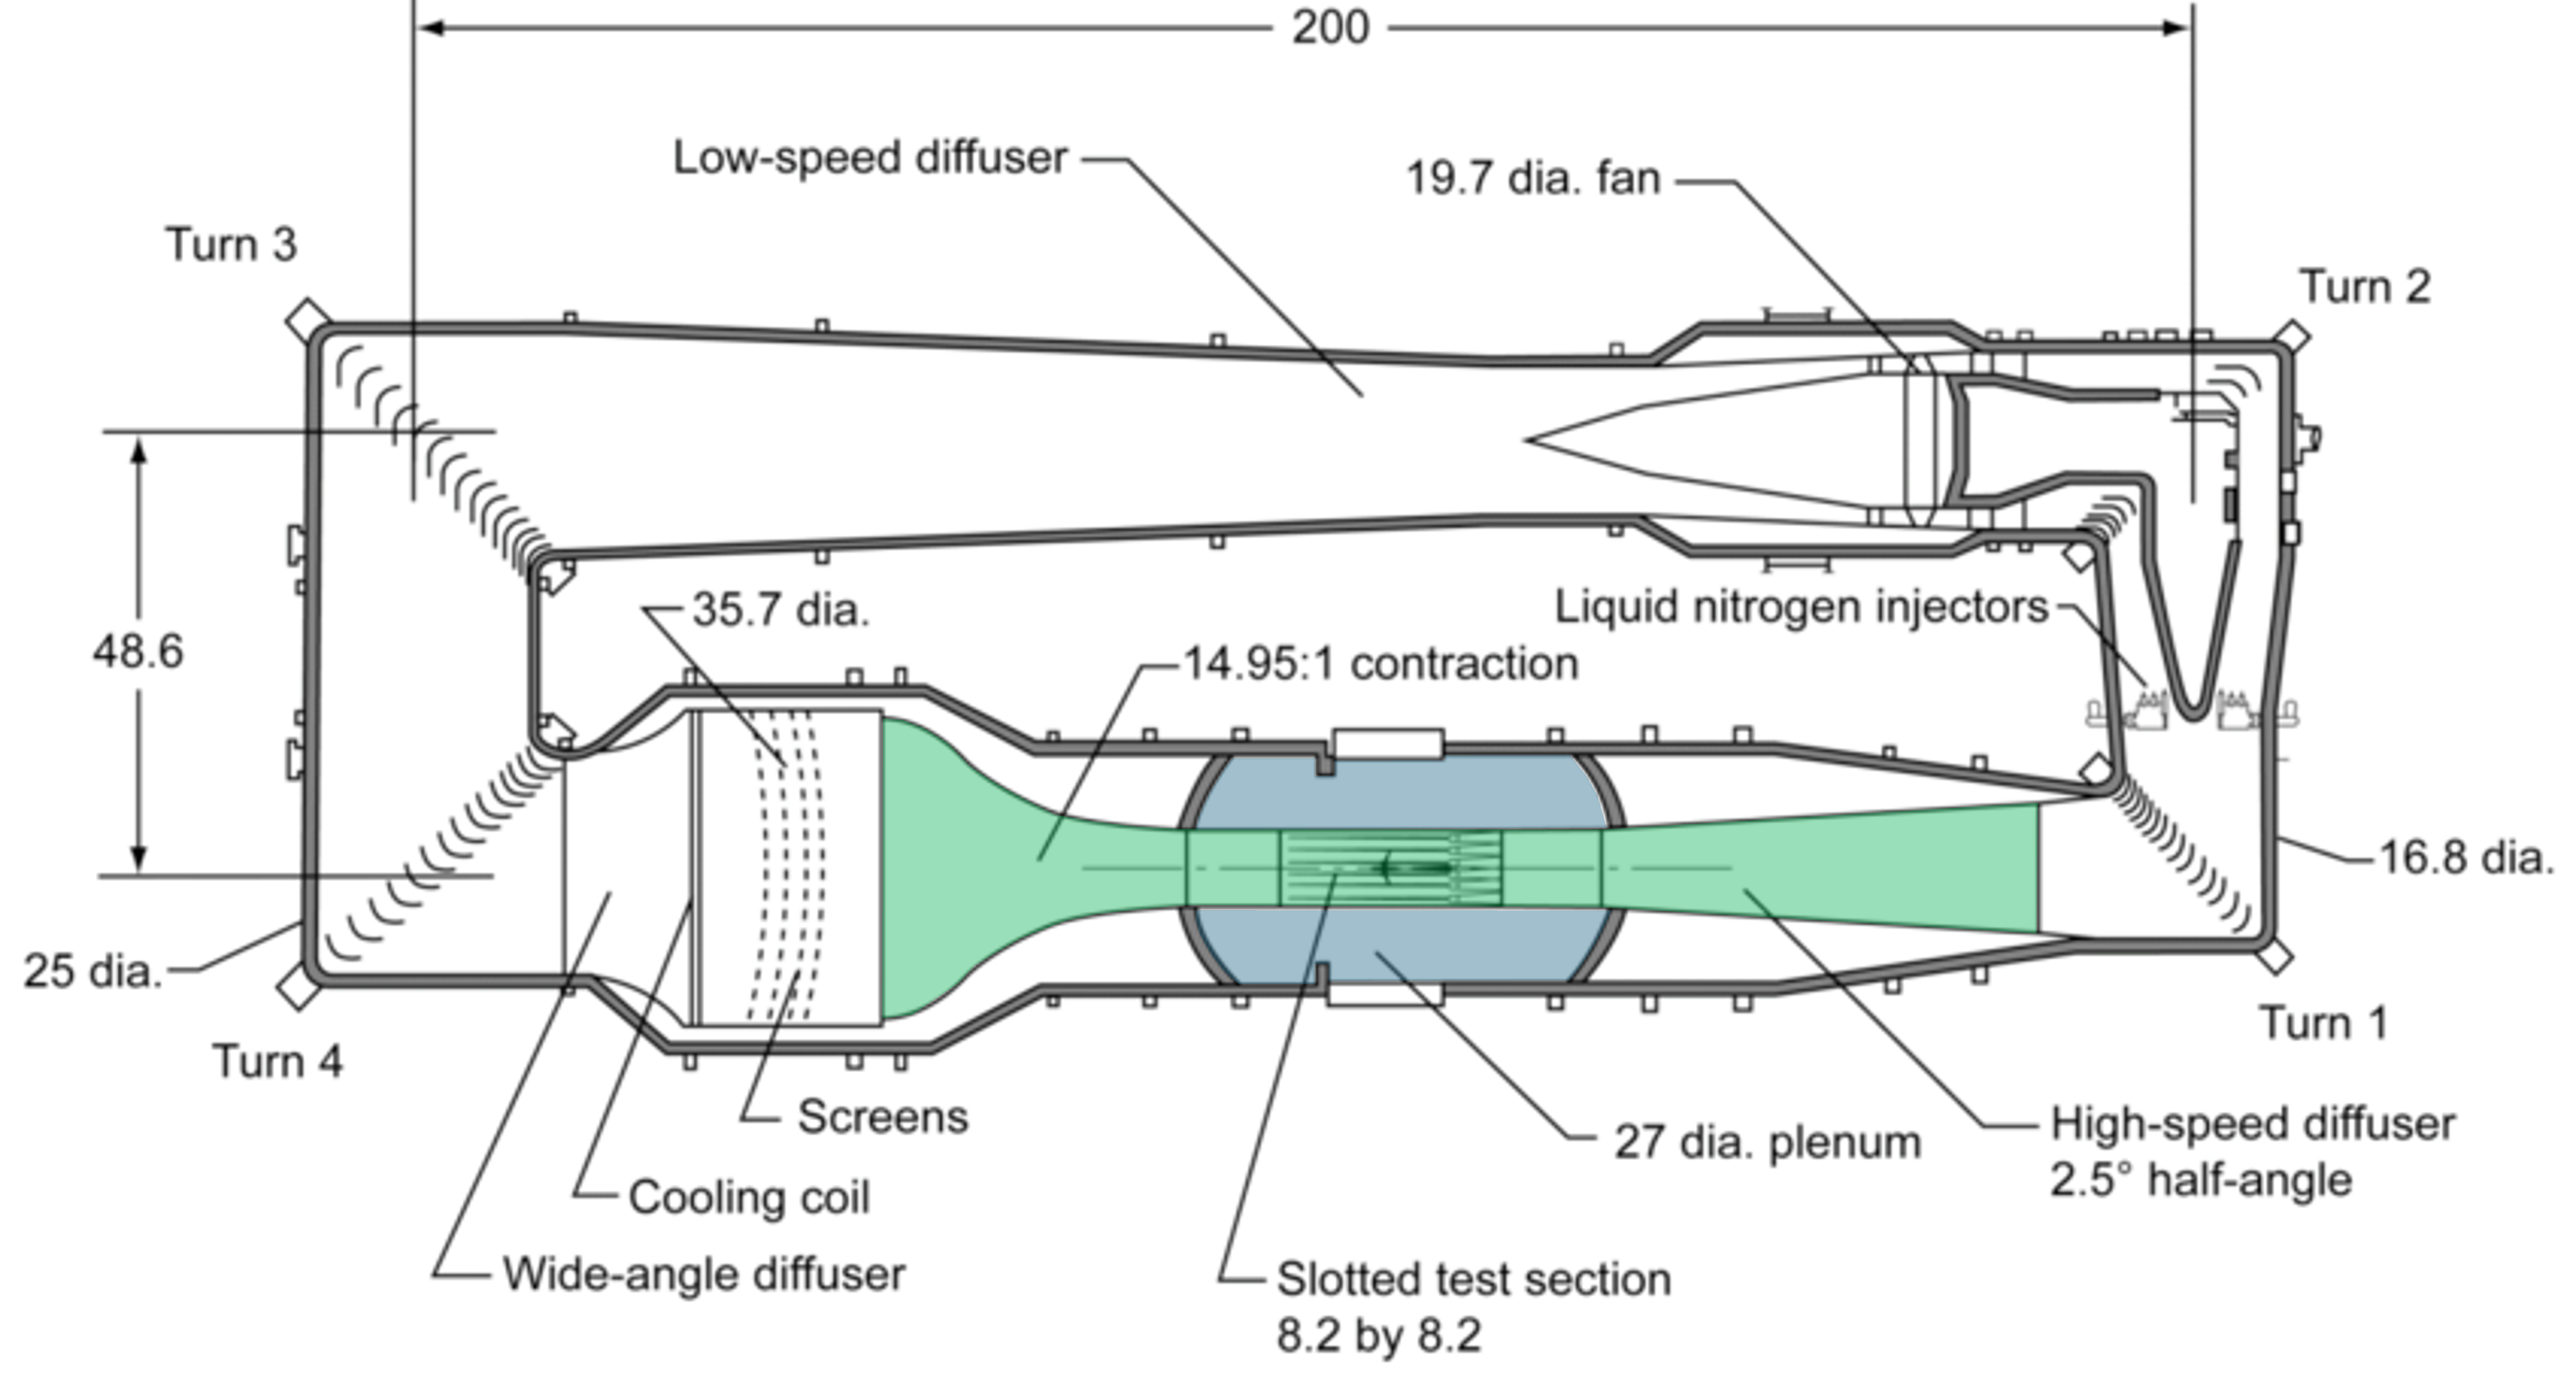 200
Low-speed diffuser
19.7 dia. fan
Turn 3
Turn 2
Liquid nitrogen injectors
35.7 dia.
48.6
14.95:1 contraction
16.8 dia.
25 dia.
Turn 1
Turn 4
Screens
High-speed diffuser
2.5° half-angle
27 dia. plenum
Cooling coil
Wide-angle diffuser
Slotted test section
8.2 by 8.2